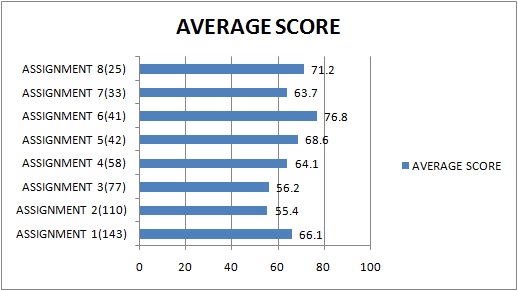 AVERAGE SCORE
ASSIGNMENT 8(25) 71.2
ASSIGNMENT 7(33) 63.7
ASSIGNMENT 6(41) 76.8
ASSIGNMENT 5(42) 68.6
ASSIGNMENT 4(58) 64.1
ASSIGNMENT 3(77) 56.2
ASSIGNMENT 2(110) 55.4
ASSIGNMENT 1(143) 66.1
0 20 40 60 80 100
AVERAGE SCORE